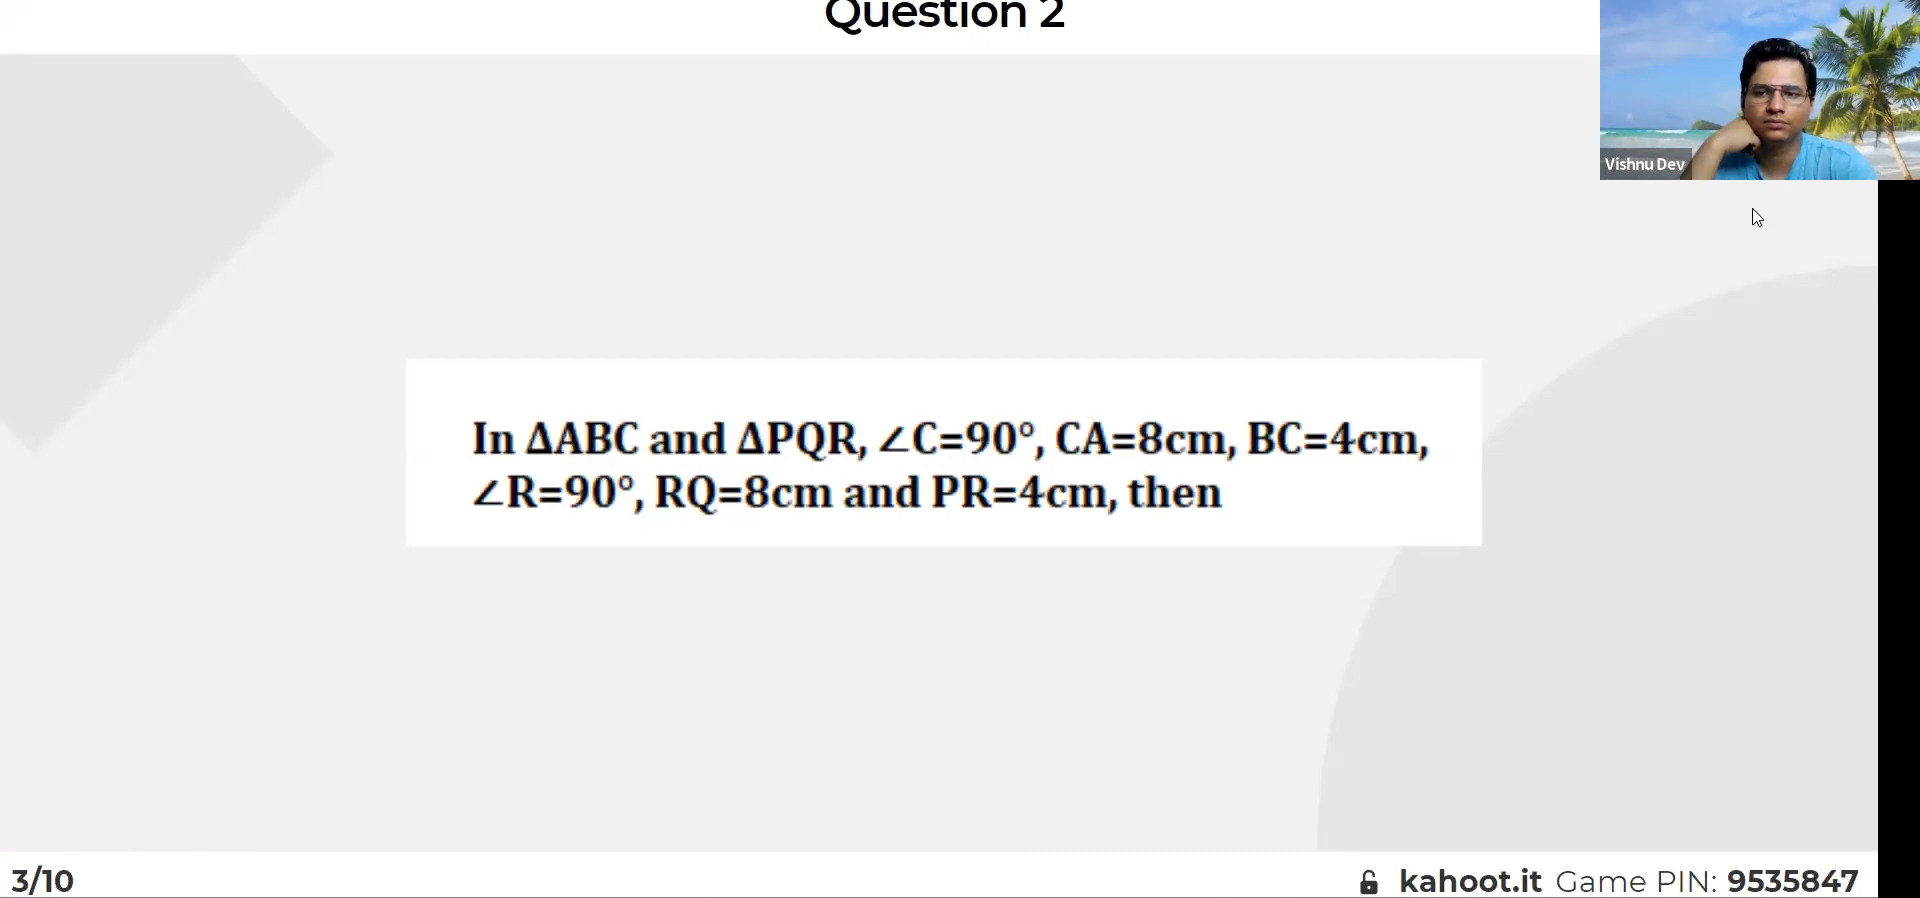 Question 2
Vishnu Dev
In ΔABC and ΔPQR, ∠C=90°, CA=8cm, BC=4cm,
∠R=90°, RQ=8cm and PR=4cm, then
3/10
kahoot.it Game PIN: 9535847